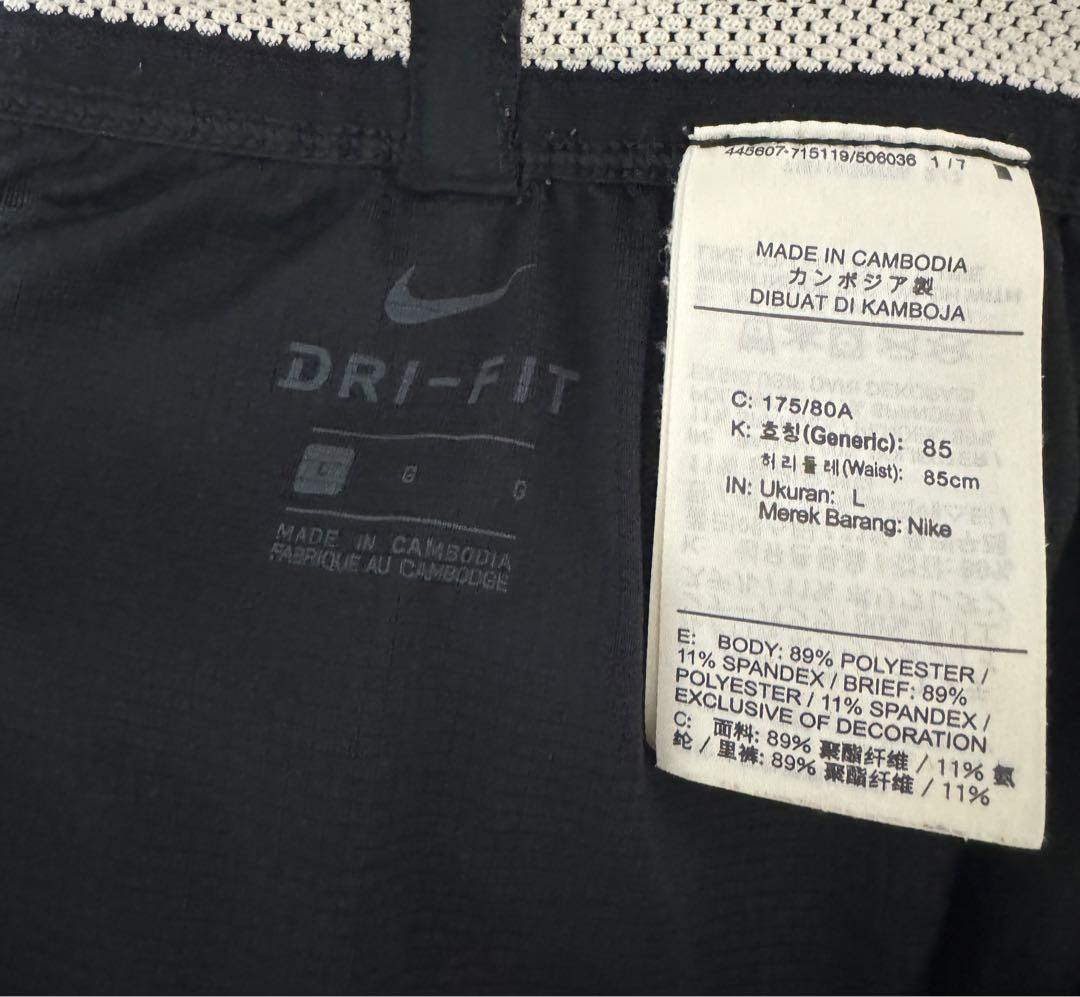 DRI-FIT
L G G
MADE IN CAMBODIA
FABRIQUE AU CAMBODGE
445607-715119/506036 1/7
MADE IN CAMBODIA
カンボジア製
DIBUAT DI KAMBOJA
C: 175/80A
K: 호칭(Generic): 85
허리둘레(Waist): 85cm
IN: Ukuran: L
Merek Barang: Nike
E: BODY: 89% POLYESTER /
11% SPANDEX / BRIEF: 89%
POLYESTER / 11% SPANDEX /
EXCLUSIVE OF DECORATION
C: 面料: 89% 聚酯纤维 / 11% 氨
纶 / 里裤: 89% 聚酯纤维 / 11%